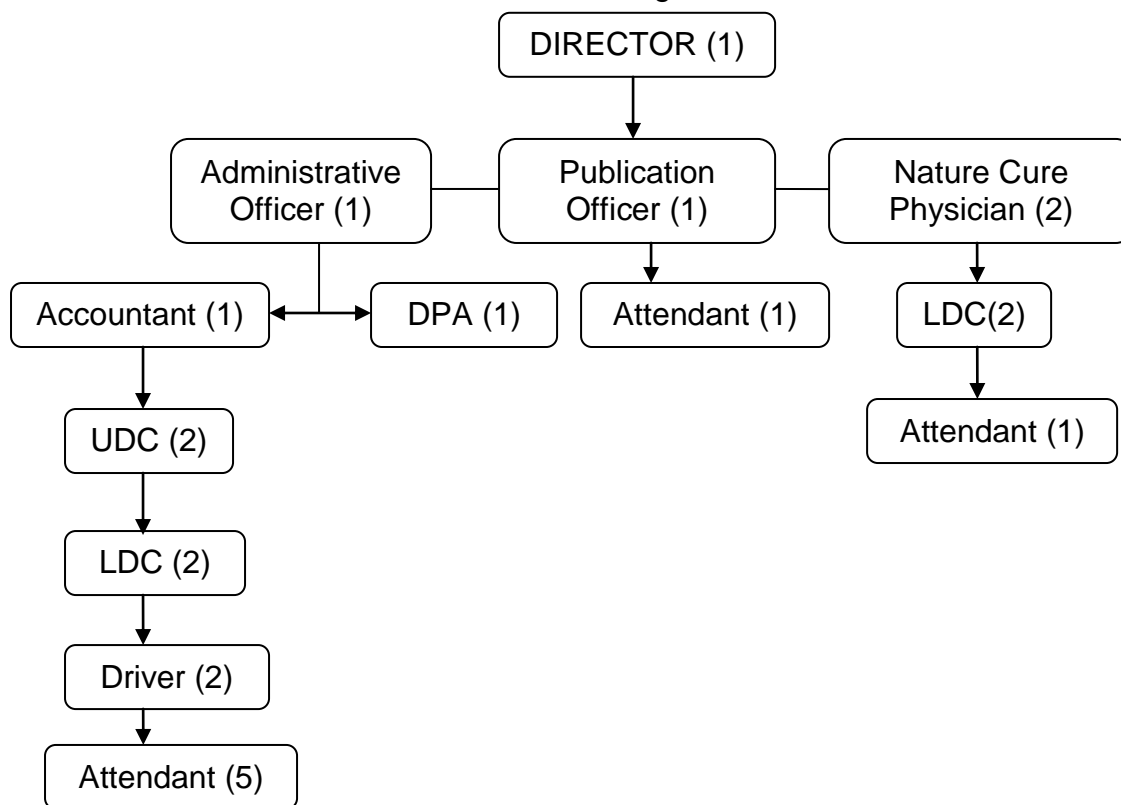 DIRECTOR (1)
Administrative
Officer (1)
Publication
Officer (1)
Nature Cure
Physician (2)
Accountant (1)
DPA (1)
Attendant (1)
LDC(2)
UDC (2)
Attendant (1)
LDC (2)
Driver (2)
Attendant (5)